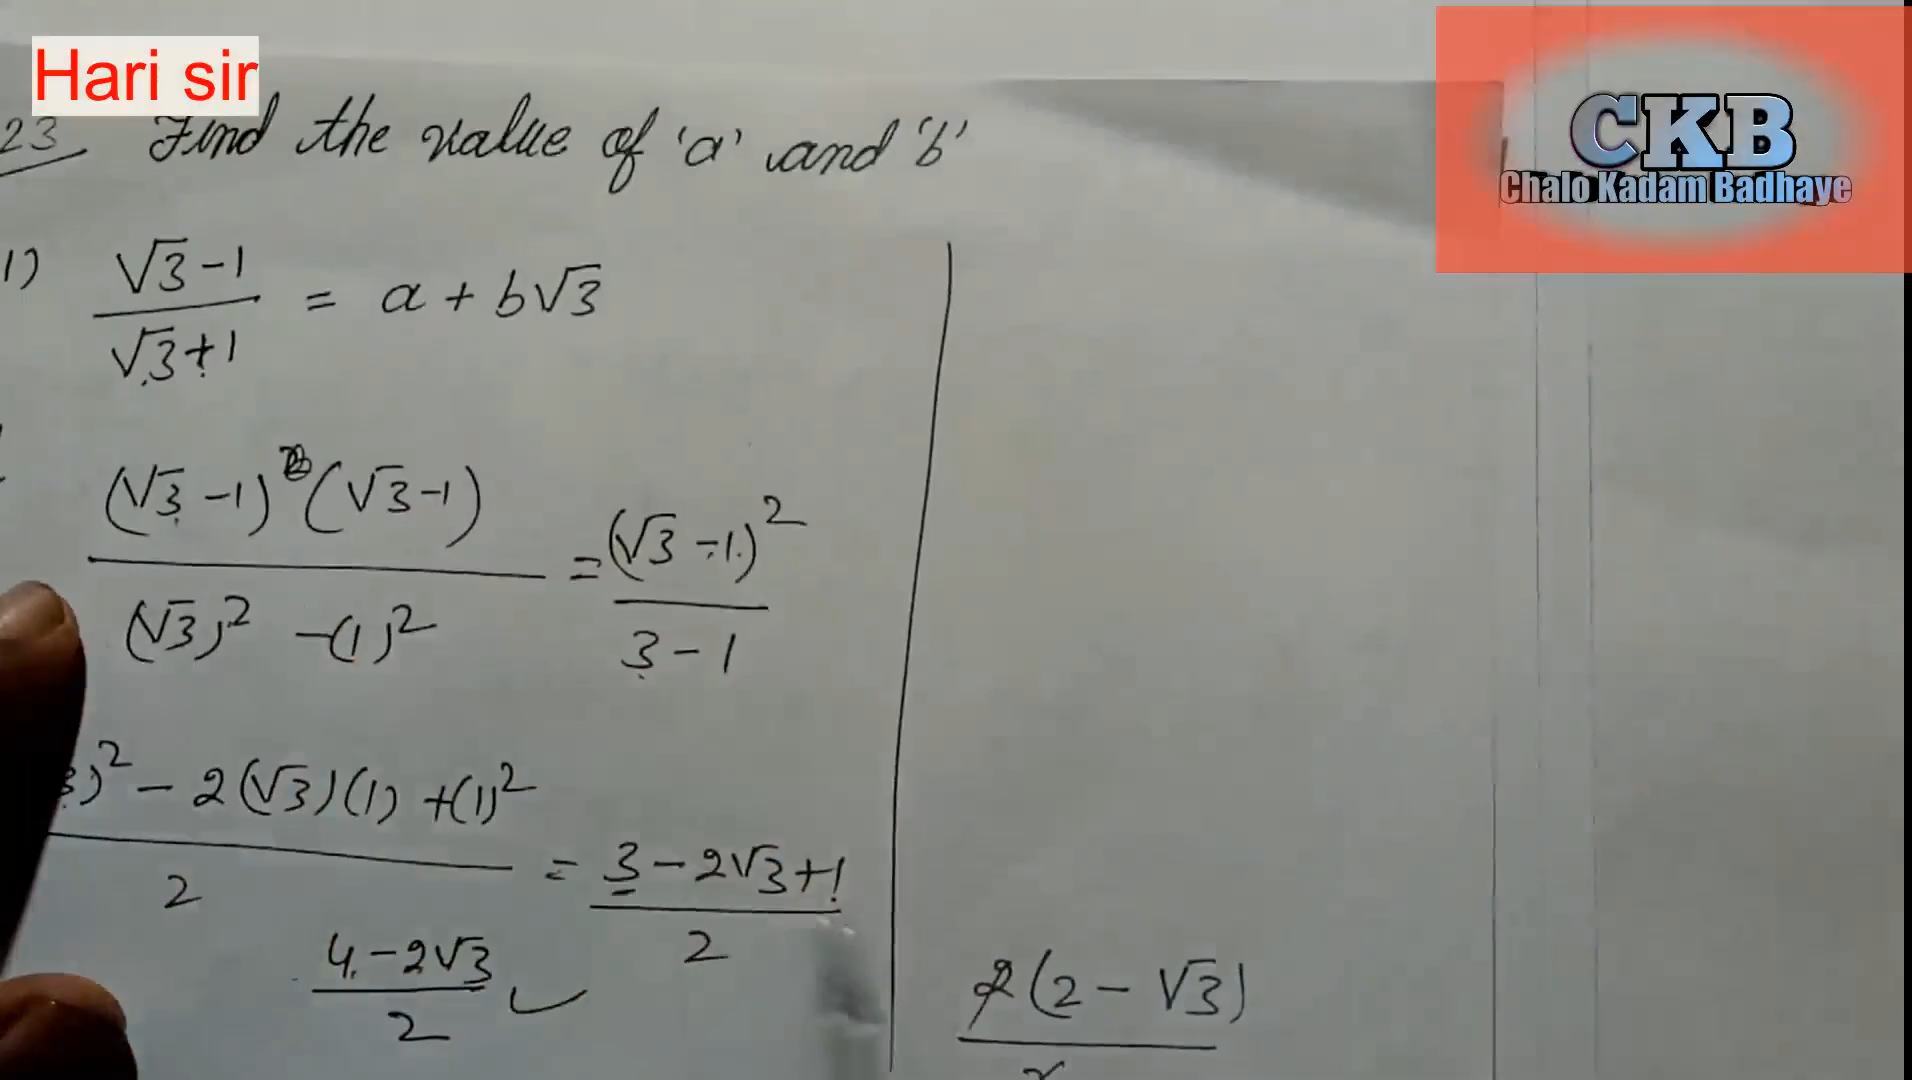 Hari sir
CKB
Chalo Kadam Badhaye
23. Find the value of 'a' and 'b'
1) (√3-1)/(√3+1) = a + b√3
((√3-1)(√3-1))/((√3)² -(1)²) = (√3-1)²/(3-1)
)² - 2(√3)(1) +(1)²/2 = (3-2√3+1)/2
(4-2√3)/2
2(2-√3)